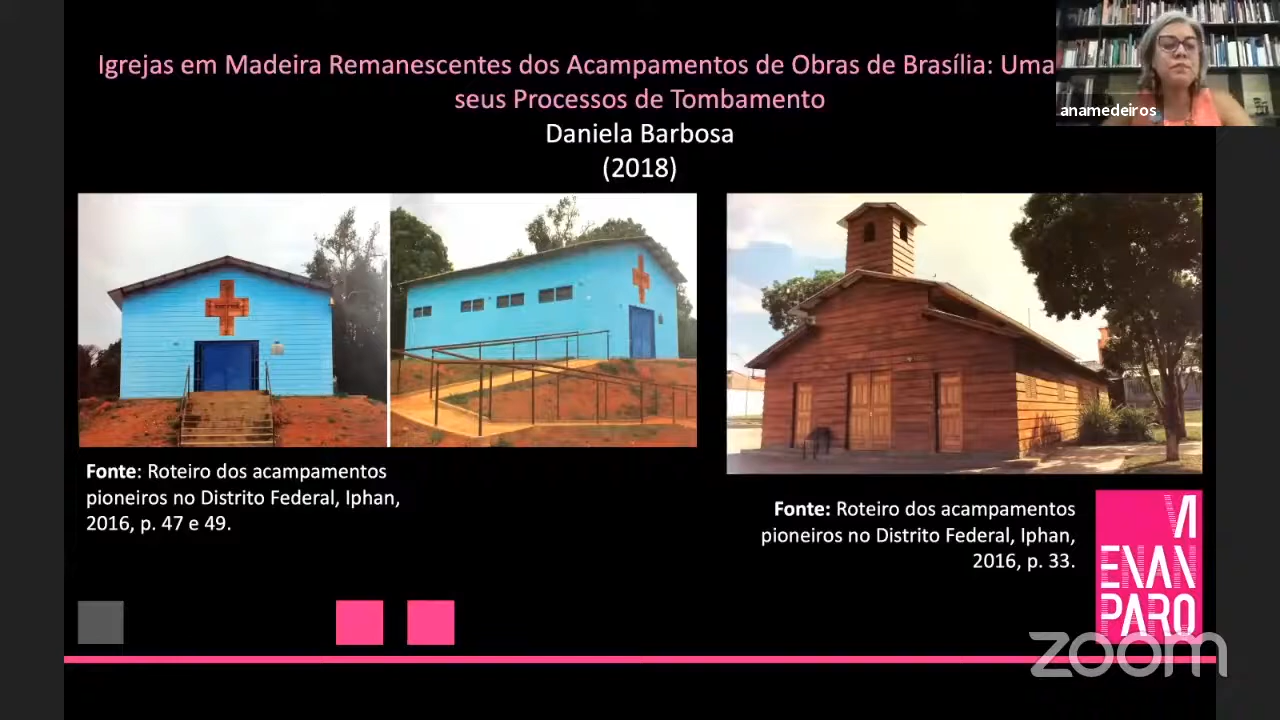 Igrejas em Madeira Remanescentes dos Acampamentos de Obras de Brasília: Uma
seus Processos de Tombamento
Daniela Barbosa
(2018)
anamedeiros
Fonte: Roteiro dos acampamentos
pioneiros no Distrito Federal, Iphan,
2016, p. 47 e 49.
Fonte: Roteiro dos acampamentos
pioneiros no Distrito Federal, Iphan,
2016, p. 33.
VI
ENAN
PARQ
zoom